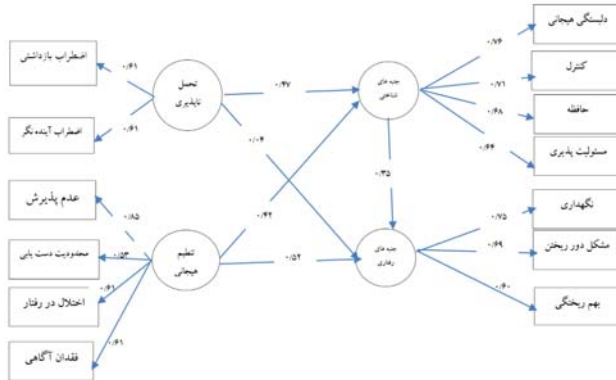 دلبستگی هیجانی
۰/۷۶
اضطراب بازداشتی
۰/۶۱
تحمل
ناپذیری
۰/۴۷
جنبه های
شناختی
۰/۷۱
کنترل
۰/۶۸
حافظه
اضطراب آینده نگر
۰/۶۱
۰/۰۴
۰/۶۴
مسئولیت پذیری
۰/۳۵
عدم پذیرش
۰/۸۵
۰/۴۲
۰/۷۵
نگهداری
محدودیت دست یابی
۰/۵۳
تنظیم
هیجانی
۰/۵۲
جنبه های
رفتاری
۰/۶۹
مشکل دور ریختن
اختلال در رفتار
۰/۶۱
۰/۶۰
بهم ریختگی
فقدان آگاهی
۰/۶۱